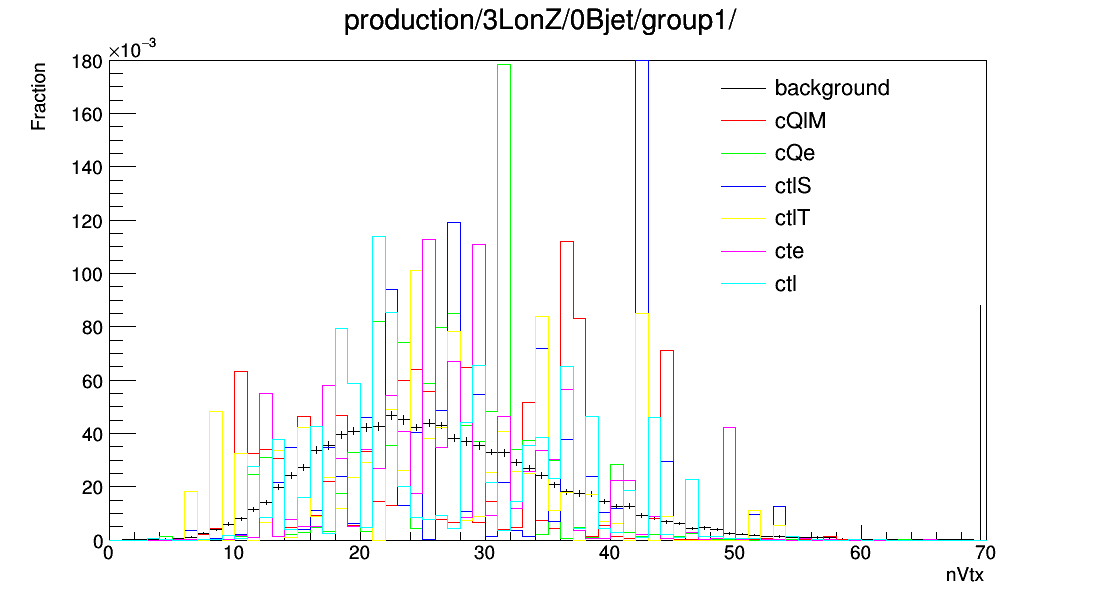 production/3LonZ/0Bjet/group1/
×10⁻³
Fraction
180
160
140
120
100
80
60
40
20
0
background
cQlM
cQe
ctlS
ctlT
cte
ctl
0 10 20 30 40 50 60 70
nVtx